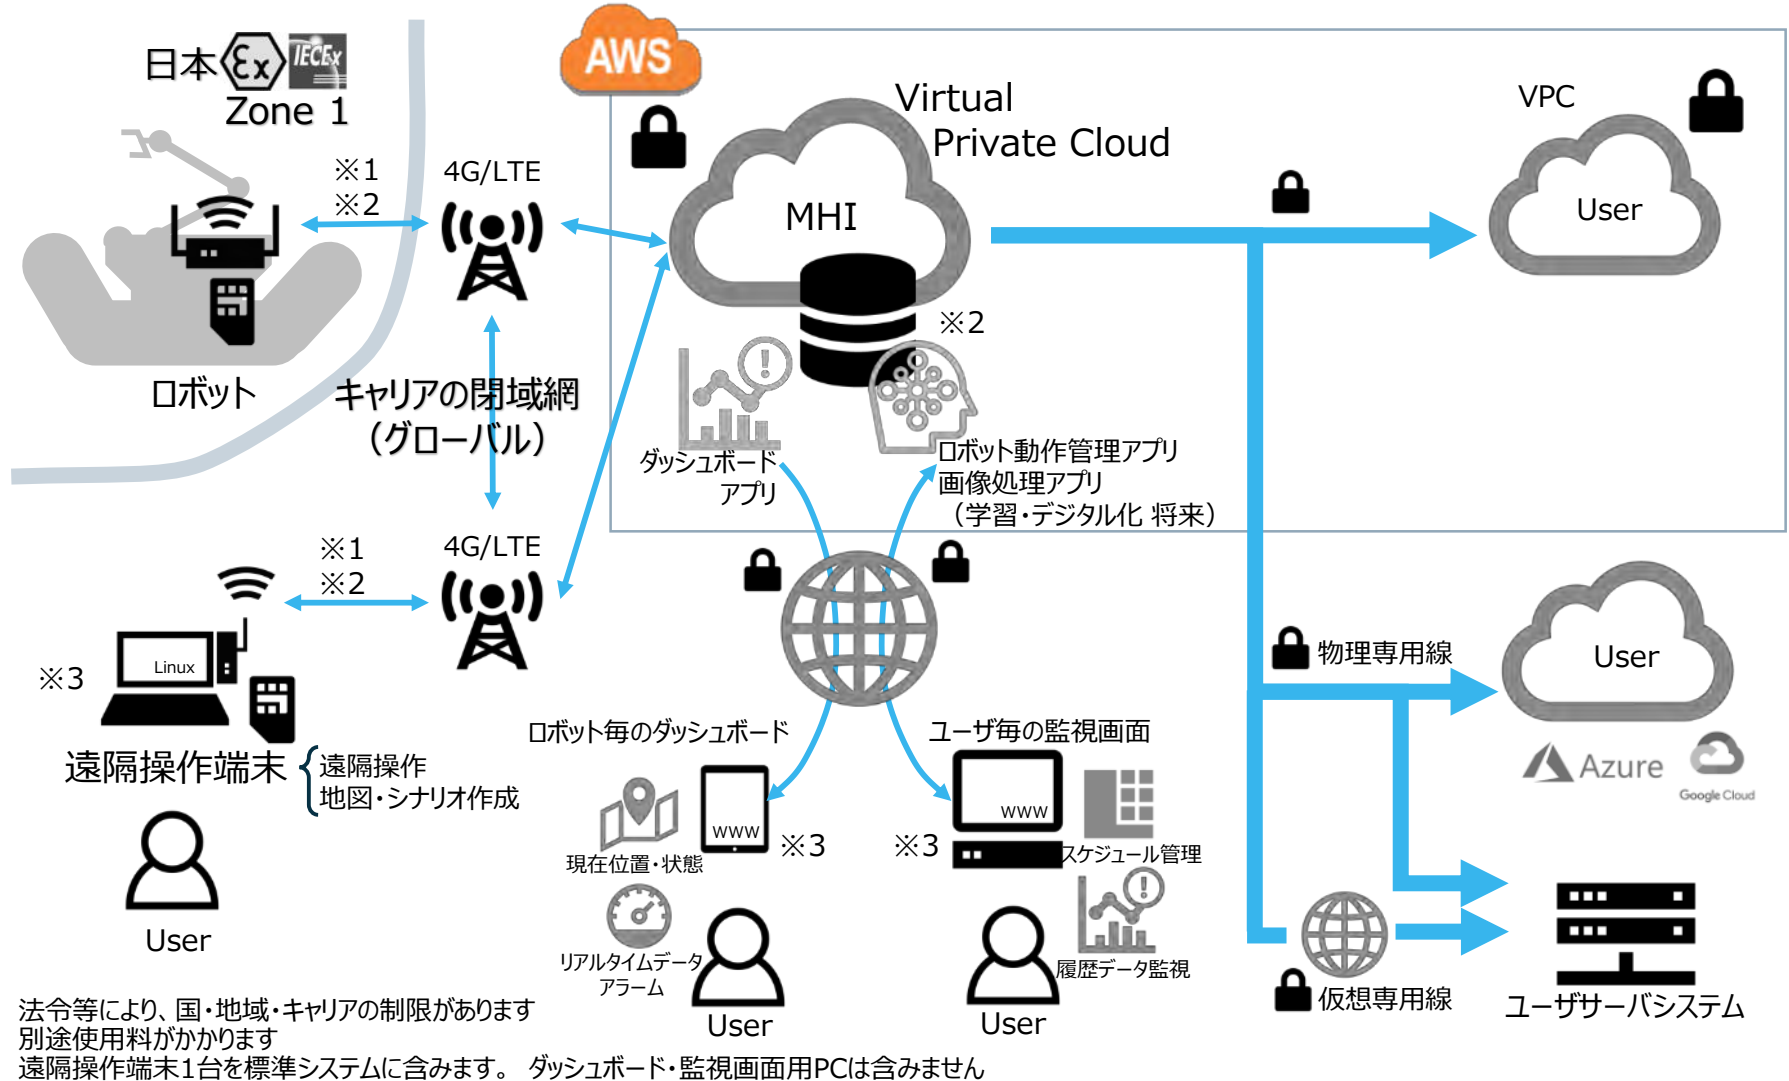 日本
Ex
IECEx
Zone 1
※1
※2
4G/LTE
ロボット
キャリアの閉域網
（グローバル）
AWS
Virtual
Private Cloud
MHI
※2
ダッシュボード
アプリ
ロボット動作管理アプリ
画像処理アプリ
（学習・デジタル化 将来）
VPC
User
※1
※2
4G/LTE
※3
Linux
遠隔操作端末
遠隔操作
地図・シナリオ作成
User
ロボット毎のダッシュボード
WWW
※3
現在位置・状態
リアルタイムデータ
アラーム
User
ユーザ毎の監視画面
WWW
※3
スケジュール管理
履歴データ監視
User
物理専用線
User
Azure
Google Cloud
仮想専用線
ユーザサーバシステム
法令等により、国・地域・キャリアの制限があります
別途使用料がかかります
遠隔操作端末1台を標準システムに含みます。 ダッシュボード・監視画面用PCは含みません